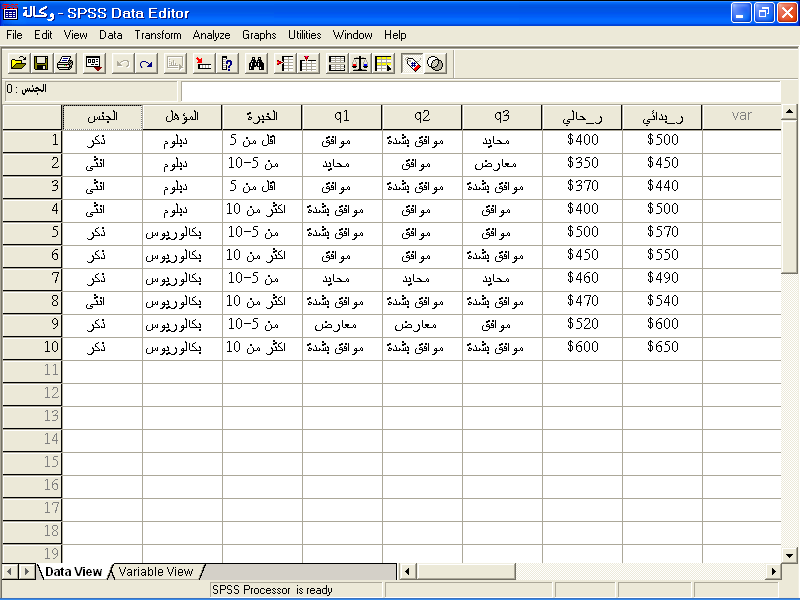 وكالة - SPSS Data Editor
File Edit View Data Transform Analyze Graphs Utilities Window Help
0 : الجنس
الجنس المؤهل الخبرة q1 q2 q3 ر_حالي ر_بدائي var
1 ذكر دبلوم اقل من 5 موافق موافق بشدة محايد $400 $500
2 انثى دبلوم من 5-10 محايد موافق معارض $350 $450
3 انثى دبلوم اقل من 5 موافق موافق بشدة موافق بشدة $370 $440
4 انثى دبلوم اكثر من 10 موافق بشدة موافق موافق $400 $500
5 ذكر بكالوريوس من 5-10 موافق بشدة موافق موافق $500 $570
6 ذكر بكالوريوس اكثر من 10 موافق موافق موافق بشدة $450 $550
7 ذكر بكالوريوس من 5-10 محايد محايد محايد $460 $490
8 انثى بكالوريوس اكثر من 10 موافق بشدة موافق بشدة موافق بشدة $470 $540
9 ذكر بكالوريوس من 5-10 معارض معارض موافق $520 $600
10 ذكر بكالوريوس اكثر من 10 موافق بشدة موافق بشدة موافق بشدة $600 $650
11
12
13
14
15
16
17
18
19
Data View Variable View
SPSS Processor is ready